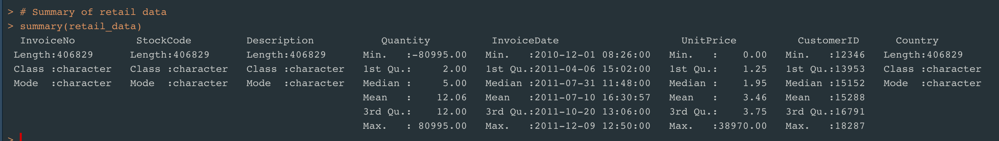 > # Summary of retail data
> summary(retail_data)
  InvoiceNo          StockCode         Description           Quantity          InvoiceDate                    UnitPrice          CustomerID      Country
 Length:406829      Length:406829      Length:406829      Min.   :-80995.00   Min.   :2010-12-01 08:26:00   Min.   :    0.00   Min.   :12346   Length:406829
 Class :character   Class :character   Class :character   1st Qu.:     2.00   1st Qu.:2011-04-06 15:02:00   1st Qu.:    1.25   1st Qu.:13953   Class :character
 Mode  :character   Mode  :character   Mode  :character   Median :     5.00   Median :2011-07-31 11:48:00   Median :    1.95   Median :15152   Mode  :character
                                                          Mean   :    12.06   Mean   :2011-07-10 16:30:57   Mean   :    3.46   Mean   :15288
                                                          3rd Qu.:    12.00   3rd Qu.:2011-10-20 13:06:00   3rd Qu.:    3.75   3rd Qu.:16791
                                                          Max.   : 80995.00   Max.   :2011-12-09 12:50:00   Max.   :38970.00   Max.   :18287
>